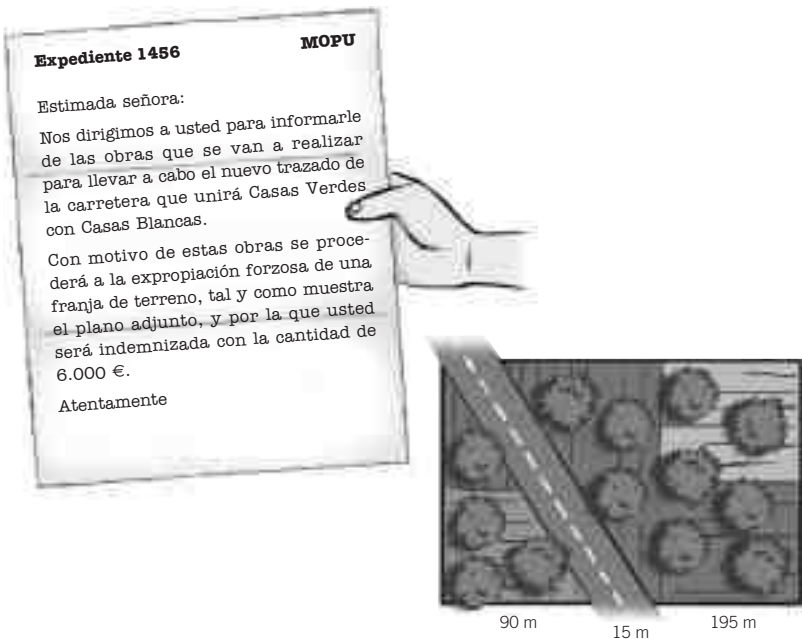 Expediente 1456 MOPU
Estimada señora:
Nos dirigimos a usted para informarle
de las obras que se van a realizar
para llevar a cabo el nuevo trazado de
la carretera que unirá Casas Verdes
con Casas Blancas.
Con motivo de estas obras se proce-
derá a la expropiación forzosa de una
franja de terreno, tal y como muestra
el plano adjunto, y por la que usted
será indemnizada con la cantidad de
6.000 €.
Atentamente
90 m 15 m 195 m